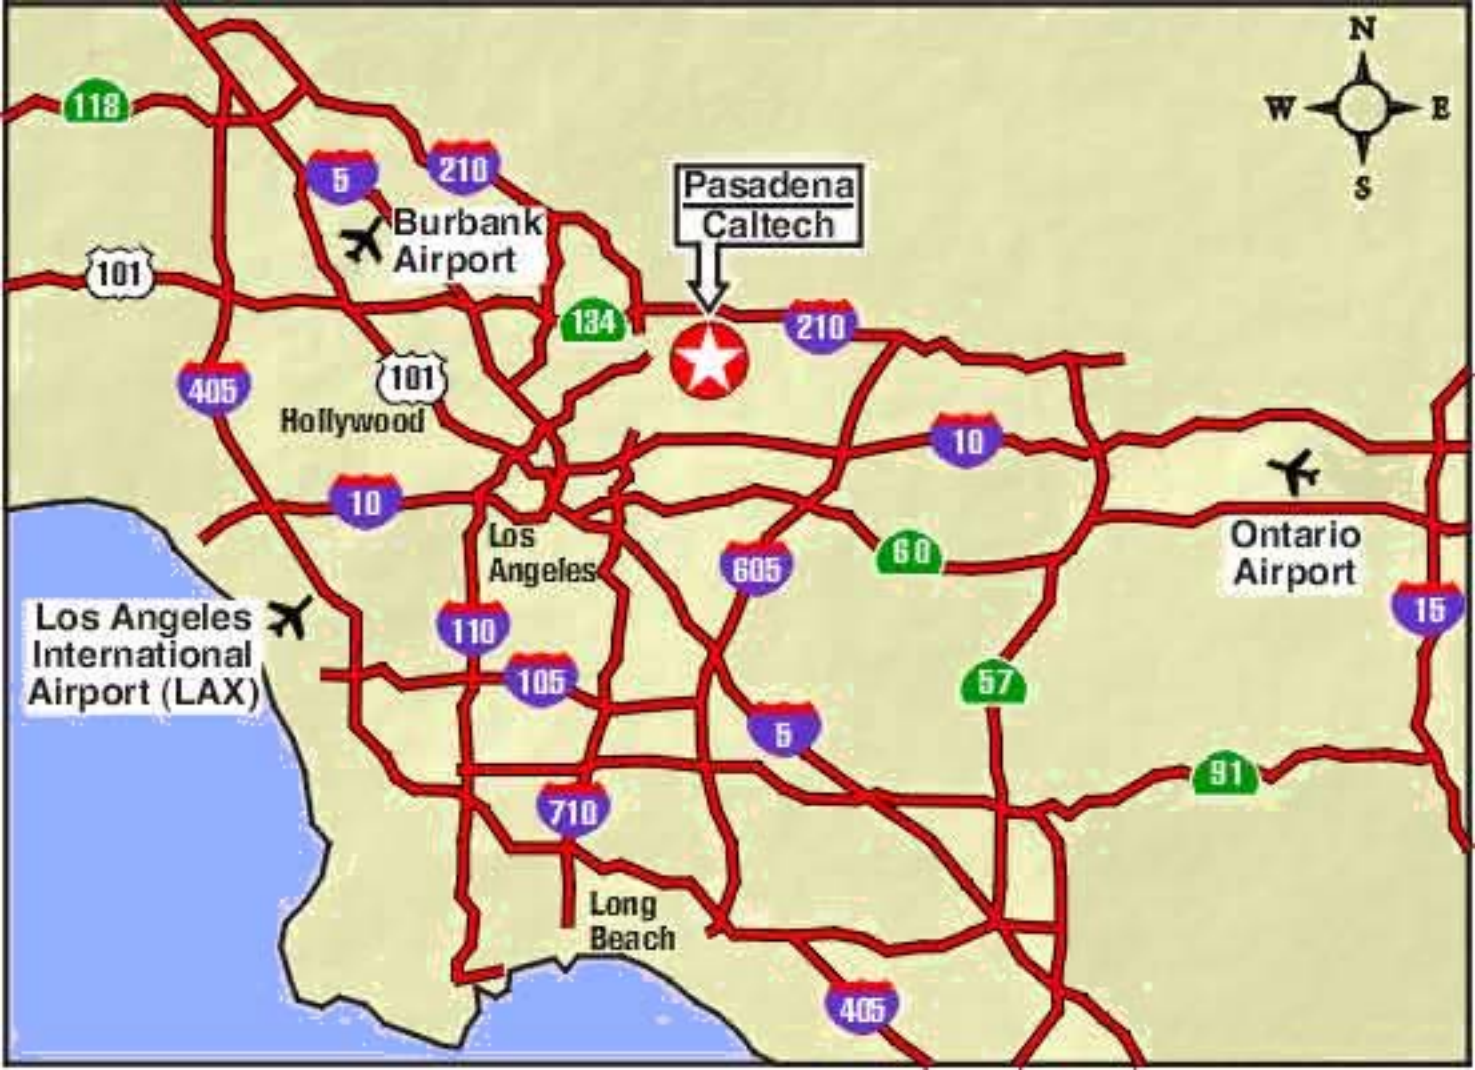 N
118
W
E
5
210
Pasadena
Caltech
S
Burbank
Airport
101
134
210
405
101
Hollywood
10
10
Los
Angeles
60
Ontario
Airport
605
Los Angeles
International
Airport (LAX)
110
15
105
57
5
91
710
Long
Beach
405